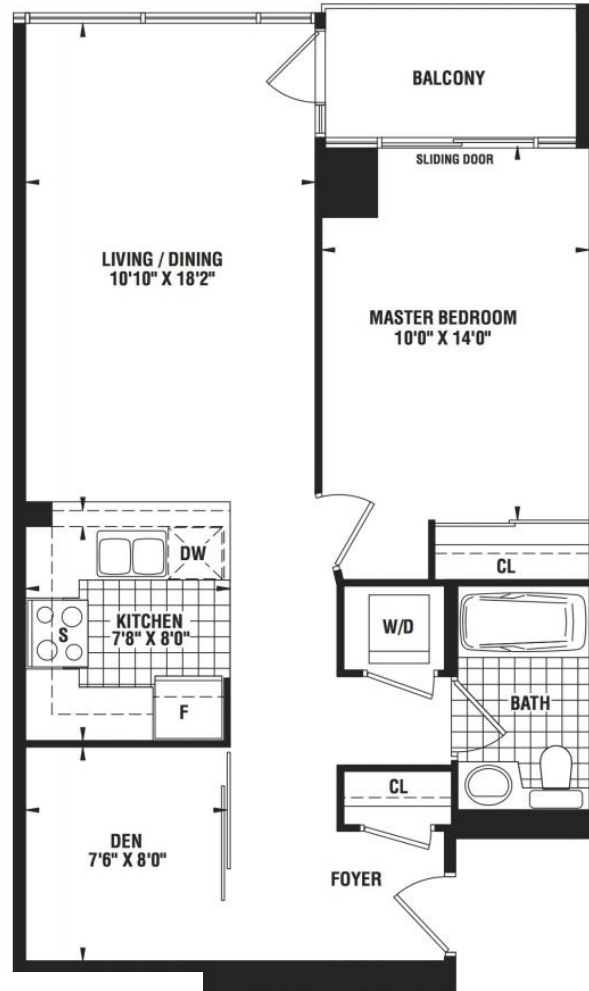 BALCONY
SLIDING DOOR
LIVING / DINING
10'10" X 18'2"
MASTER BEDROOM
10'0" X 14'0"
DW
CL
KITCHEN
7'8" X 8'0"
S
W/D
F
BATH
CL
DEN
7'6" X 8'0"
FOYER